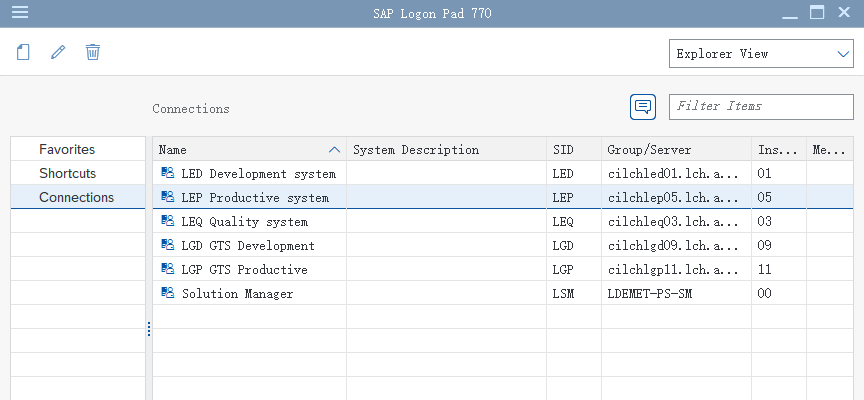 SAP Logon Pad 770
Explorer View
Connections
Filter Items
Favorites
Shortcuts
Connections
Name System Description SID Group/Server Ins... Me...
LED Development system LED cilchled01.lch.a... 01
LEP Productive system LEP cilchlep05.lch.a... 05
LEQ Quality system LEQ cilchleq03.lch.a... 03
LGD GTS Development LGD cilchlgd09.lch.a... 09
LGP GTS Productive LGP cilchlgp11.lch.a... 11
Solution Manager LSM LDEMET-PS-SM 00